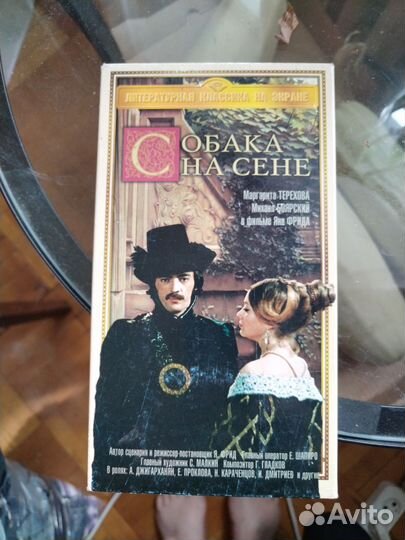 ЛИТЕРАТУРНАЯ КЛАССИКА НА ЭКРАНЕ
СОБАКА
НА СЕНЕ
Маргарита ТЕРЕХОВА
Михаил БОЯРСКИЙ
в фильме Яна ФРИДА
Автор сценария и режиссер-постановщик Я. ФРИД Главный оператор Е. ШАПИРО
Главный художник С. МАЛКИН Композитор Г. ГЛАДКОВ
В ролях: А. ДЖИГАРХАНЯН, Е. ПРОКЛОВА, Н. КАРАЧЕНЦОВ, И. ДМИТРИЕВ и другие
Avito